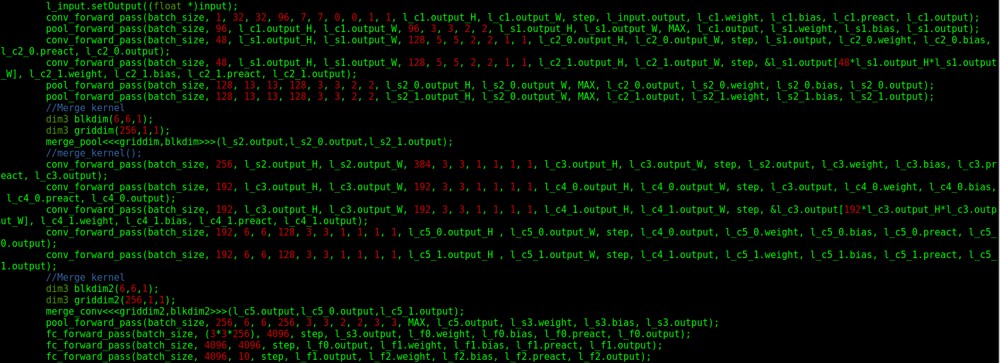 l_input.setOutput((float *)input);
conv_forward_pass(batch_size, 1, 32, 32, 96, 7, 7, 0, 0, 1, 1, l_c1.output_H, l_c1.output_W, step, l_input.output, l_c1.weight, l_c1.bias, l_c1.preact, l_c1.output);
pool_forward_pass(batch_size, 96, l_c1.output_H, l_c1.output_W, 96, 3, 3, 2, 2, l_s1.output_H, l_s1.output_W, MAX, l_c1.output, l_s1.weight, l_s1.bias, l_s1.output);
conv_forward_pass(batch_size, 48, l_s1.output_H, l_s1.output_W, 128, 5, 5, 2, 2, 1, 1, l_c2_0.output_H, l_c2_0.output_W, step, l_s1.output, l_c2_0.weight, l_c2_0.bias,
l_c2_0.preact, l_c2_0.output);
conv_forward_pass(batch_size, 48, l_s1.output_H, l_s1.output_W, 128, 5, 5, 2, 2, 1, 1, l_c2_1.output_H, l_c2_1.output_W, step, &l_s1.output[48*l_s1.output_H*l_s1.output
_W], l_c2_1.weight, l_c2_1.bias, l_c2_1.preact, l_c2_1.output);
pool_forward_pass(batch_size, 128, 13, 13, 128, 3, 3, 2, 2, l_s2_0.output_H, l_s2_0.output_W, MAX, l_c2_0.output, l_s2_0.weight, l_s2_0.bias, l_s2_0.output);
pool_forward_pass(batch_size, 128, 13, 13, 128, 3, 3, 2, 2, l_s2_1.output_H, l_s2_0.output_W, MAX, l_c2_1.output, l_s2_1.weight, l_s2_1.bias, l_s2_1.output);
//Merge kernel
dim3 blkdim(6,6,1);
dim3 griddim(256,1,1);
merge_pool<<<griddim,blkdim>>>(l_s2.output,l_s2_0.output,l_s2_1.output);
//merge_kernel();
conv_forward_pass(batch_size, 256, l_s2.output_H, l_s2.output_W, 384, 3, 3, 1, 1, 1, 1, l_c3.output_H, l_c3.output_W, step, l_s2.output, l_c3.weight, l_c3.bias, l_c3.pr
eact, l_c3.output);
conv_forward_pass(batch_size, 192, l_c3.output_H, l_c3.output_W, 192, 3, 3, 1, 1, 1, 1, l_c4_0.output_H, l_c4_0.output_W, step, l_c3.output, l_c4_0.weight, l_c4_0.bias,
l_c4_0.preact, l_c4_0.output);
conv_forward_pass(batch_size, 192, l_c3.output_H, l_c3.output_W, 192, 3, 3, 1, 1, 1, 1, l_c4_1.output_H, l_c4_1.output_W, step, &l_c3.output[192*l_c3.output_H*l_c3.outp
ut_W], l_c4_1.weight, l_c4_1.bias, l_c4_1.preact, l_c4_1.output);
conv_forward_pass(batch_size, 192, 6, 6, 128, 3, 3, 1, 1, 1, 1, l_c5_0.output_H , l_c5_0.output_W, step, l_c4_0.output, l_c5_0.weight, l_c5_0.bias, l_c5_0.preact, l_c5_
0.output);
conv_forward_pass(batch_size, 192, 6, 6, 128, 3, 3, 1, 1, 1, 1, l_c5_1.output_H , l_c5_1.output_W, step, l_c4_1.output, l_c5_1.weight, l_c5_1.bias, l_c5_1.preact, l_c5_
1.output);
//Merge kernel
dim3 blkdim2(6,6,1);
dim3 griddim2(256,1,1);
merge_conv<<<griddim2,blkdim2>>>(l_c5.output,l_c5_0.output,l_c5_1.output);
pool_forward_pass(batch_size, 256, 6, 6, 256, 3, 3, 2, 2, 3, 3, MAX, l_c5.output, l_s3.weight, l_s3.bias, l_s3.output);
fc_forward_pass(batch_size, (3*3*256), 4096, step, l_s3.output, l_f0.weight, l_f0.bias, l_f0.preact, l_f0.output);
fc_forward_pass(batch_size, 4096, 4096, step, l_f0.output, l_f1.weight, l_f1.bias, l_f1.preact, l_f1.output);
fc_forward_pass(batch_size, 4096, 10, step, l_f1.output, l_f2.weight, l_f2.bias, l_f2.preact, l_f2.output);